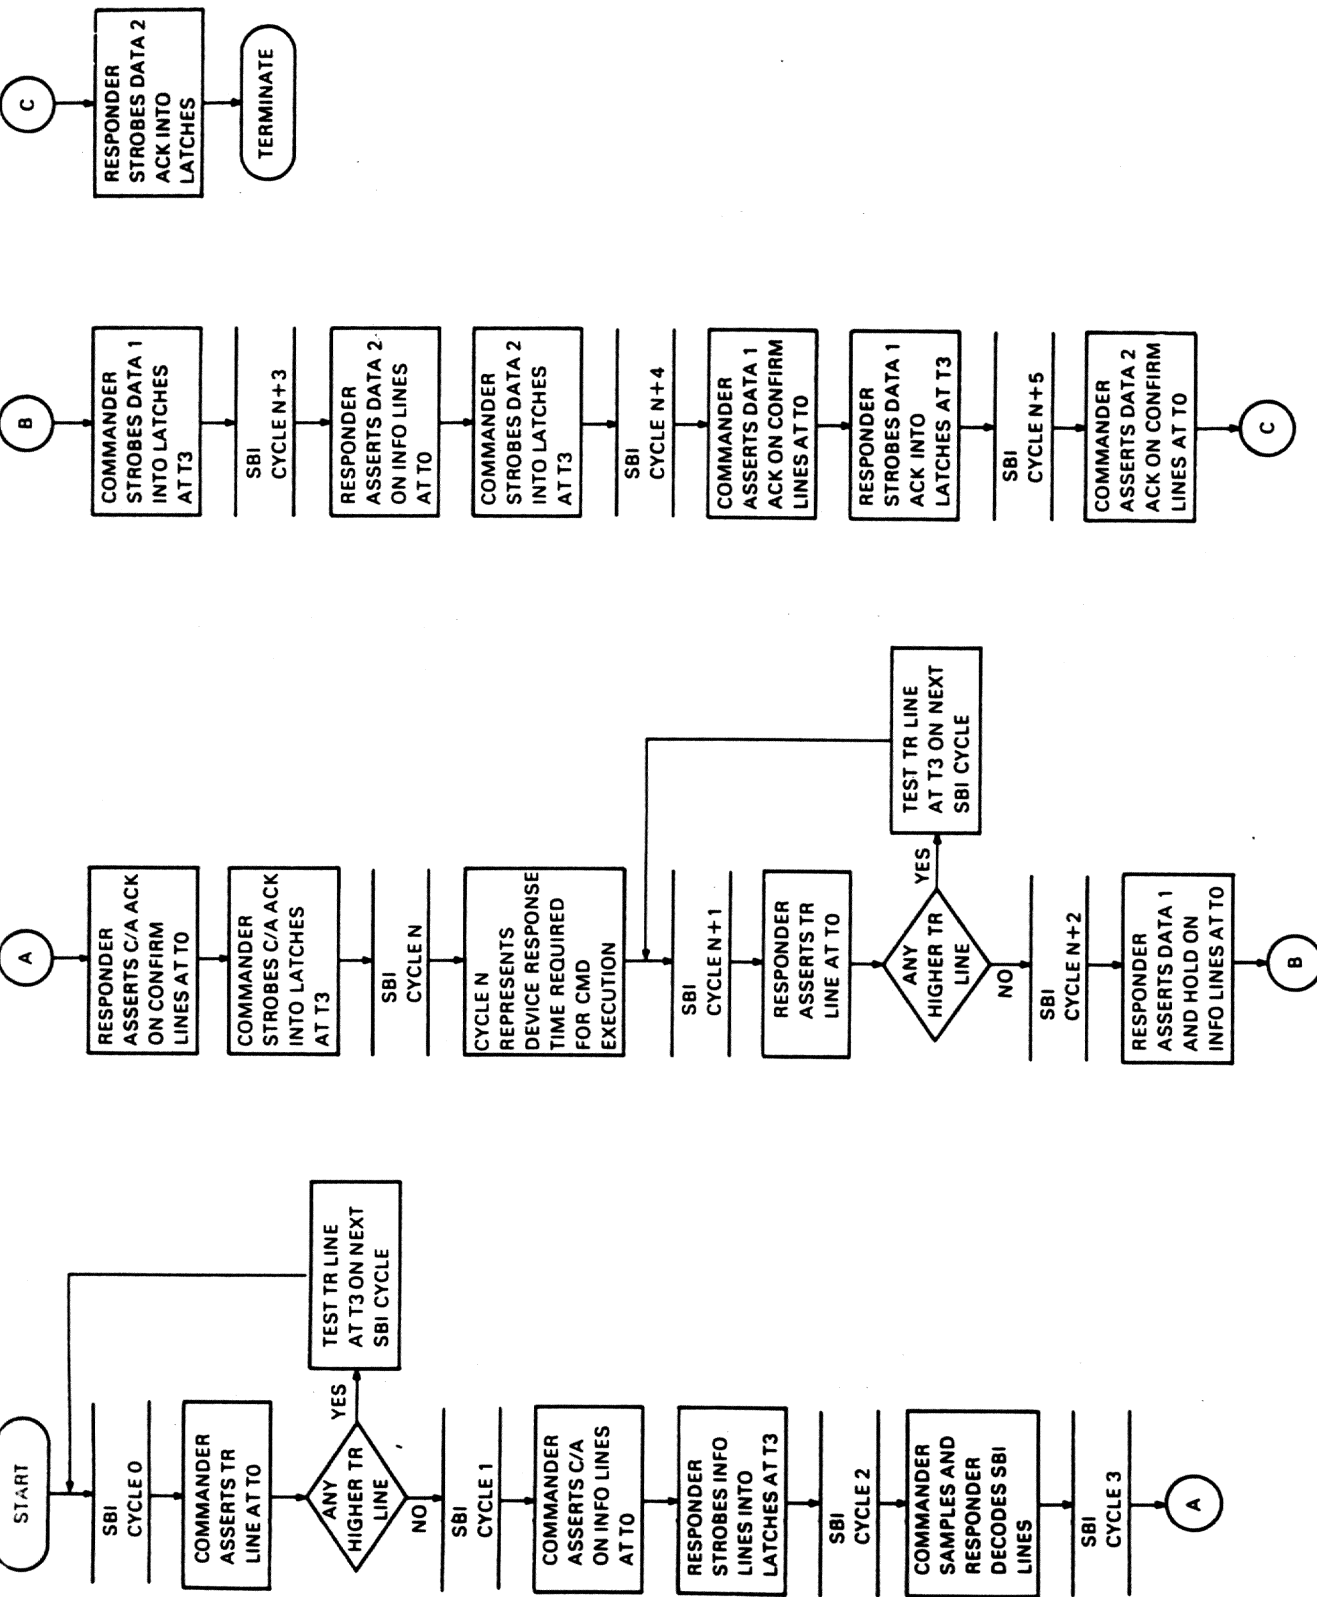 START
SBI
CYCLE 0
COMMANDER
ASSERTS TR
LINE AT T0
ANY
HIGHER TR
LINE
YES
TEST TR LINE
AT T3 ON NEXT
SBI CYCLE
NO
SBI
CYCLE 1
COMMANDER
ASSERTS C/A
ON INFO LINES
AT T0
RESPONDER
STROBES INFO
LINES INTO
LATCHES AT T3
SBI
CYCLE 2
COMMANDER
SAMPLES AND
RESPONDER
DECODES SBI
LINES
SBI
CYCLE 3
A
A
RESPONDER
ASSERTS C/A ACK
ON CONFIRM
LINES AT T0
COMMANDER
STROBES C/A ACK
INTO LATCHES
AT T3
SBI
CYCLE N
CYCLE N
REPRESENTS
DEVICE RESPONSE
TIME REQUIRED
FOR CMD
EXECUTION
SBI
CYCLE N+1
RESPONDER
ASSERTS TR
LINE AT T0
ANY
HIGHER TR
LINE
YES
TEST TR LINE
AT T3 ON NEXT
SBI CYCLE
NO
SBI
CYCLE N+2
RESPONDER
ASSERTS DATA 1
AND HOLD ON
INFO LINES AT T0
B
B
COMMANDER
STROBES DATA 1
INTO LATCHES
AT T3
SBI
CYCLE N+3
RESPONDER
ASSERTS DATA 2
ON INFO LINES
AT T0
COMMANDER
STROBES DATA 2
INTO LATCHES
AT T3
SBI
CYCLE N+4
COMMANDER
ASSERTS DATA 1
ACK ON CONFIRM
LINES AT T0
RESPONDER
STROBES DATA 1
ACK INTO
LATCHES AT T3
SBI
CYCLE N+5
COMMANDER
ASSERTS DATA 2
ACK ON CONFIRM
LINES AT T0
C
C
RESPONDER
STROBES DATA 2
ACK INTO
LATCHES
TERMINATE